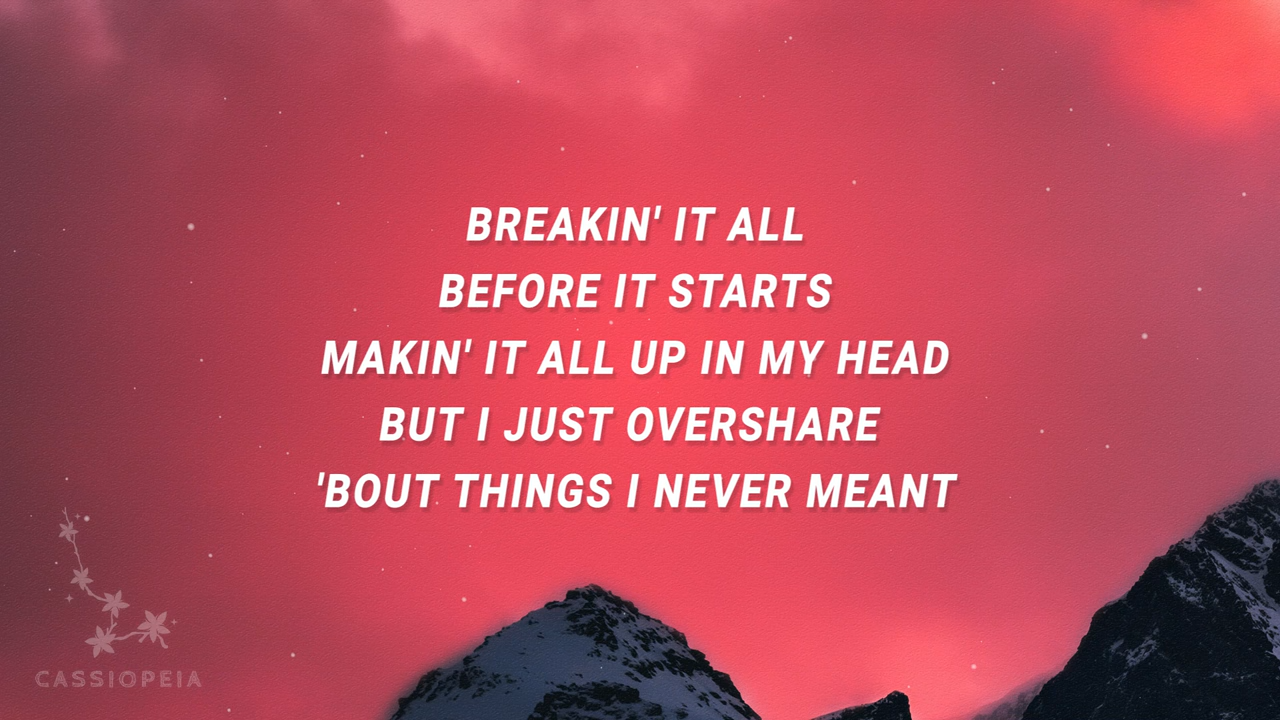 BREAKIN' IT ALL
BEFORE IT STARTS
MAKIN' IT ALL UP IN MY HEAD
BUT I JUST OVERSHARE
'BOUT THINGS I NEVER MEANT
CASSIOPEIA